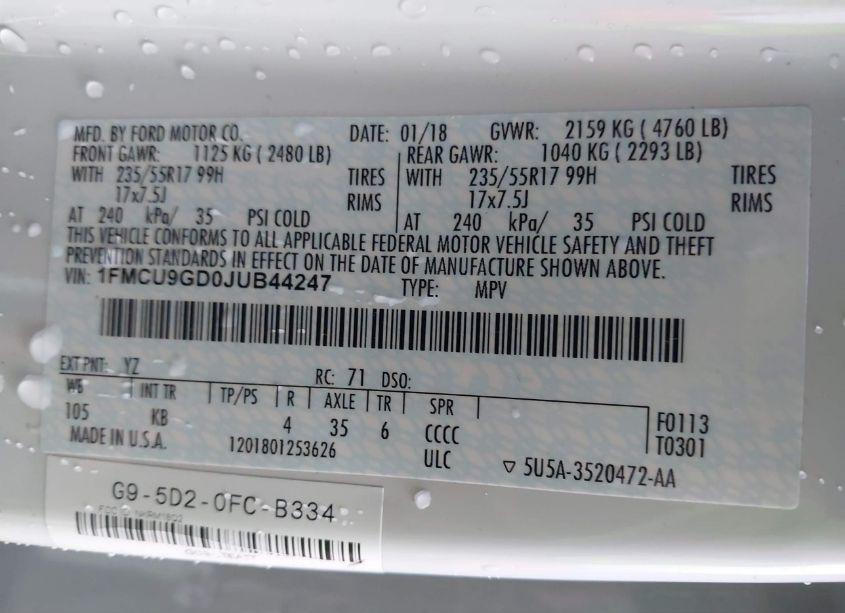 MFD. BY FORD MOTOR CO. DATE: 01/18 GVWR: 2159 KG ( 4760 LB)
FRONT GAWR: 1125 KG ( 2480 LB) REAR GAWR: 1040 KG ( 2293 LB)
WITH 235/55R17 99H TIRES WITH 235/55R17 99H TIRES
17x7.5J RIMS 17x7.5J RIMS
AT 240 kPa/ 35 PSI COLD AT 240 kPa/ 35 PSI COLD
THIS VEHICLE CONFORMS TO ALL APPLICABLE FEDERAL MOTOR VEHICLE SAFETY AND THEFT
PREVENTION STANDARDS IN EFFECT ON THE DATE OF MANUFACTURE SHOWN ABOVE.
VIN: 1FMCU9GD0JUB44247 TYPE: MPV
EXT PNT: YZ RC: 71 DSO:
WB INT TR TP/PS R AXLE TR SPR
105 KB 4 35 6 CCCC F0113
MADE IN U.S.A. 1201801253626 ULC T0301
▽ 5U5A-3520472-AA
G9-5D2-0FC-B334